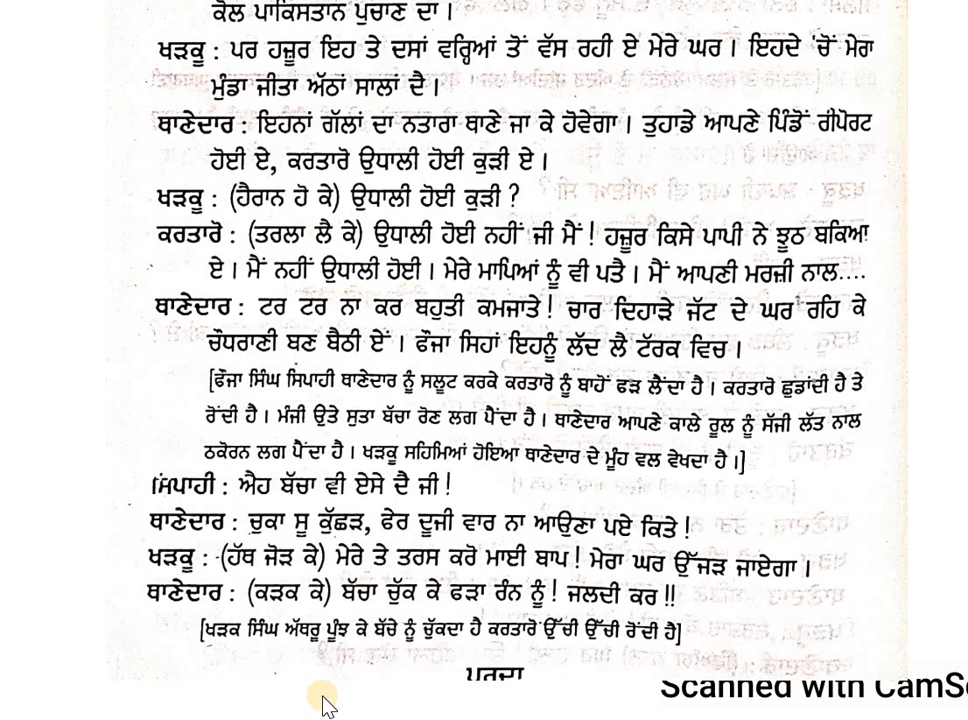 ਕੋਲ ਪਾਕਿਸਤਾਨ ਪੁਚਾਣ ਦਾ।
ਖੜਕੂ : ਪਰ ਹਜ਼ੂਰ ਇਹ ਤੇ ਦਸਾਂ ਵਰ੍ਹਿਆਂ ਤੋਂ ਵੱਸ ਰਹੀ ਏ ਮੇਰੇ ਘਰ। ਇਹਦੇ 'ਚੋਂ ਮੇਰਾ
ਮੁੰਡਾ ਜੀਤਾ ਅੱਠਾਂ ਸਾਲਾਂ ਦੈ।
ਥਾਣੇਦਾਰ : ਇਹਨਾਂ ਗੱਲਾਂ ਦਾ ਨਤਾਰਾ ਥਾਣੇ ਜਾ ਕੇ ਹੋਵੇਗਾ। ਤੁਹਾਡੇ ਆਪਣੇ ਪਿੰਡੋਂ ਰੀਪੋਰਟ
ਹੋਈ ਏ, ਕਰਤਾਰੋ ਉਧਾਲੀ ਹੋਈ ਕੁੜੀ ਏ।
ਖੜਕੂ : (ਹੈਰਾਨ ਹੋ ਕੇ) ਉਧਾਲੀ ਹੋਈ ਕੁੜੀ ?
ਕਰਤਾਰੋ : (ਤਰਲਾ ਲੈ ਕੇ) ਉਧਾਲੀ ਹੋਈ ਨਹੀਂ ਜੀ ਮੈਂ ! ਹਜ਼ੂਰ ਕਿਸੇ ਪਾਪੀ ਨੇ ਝੂਠ ਬਕਿਆ
ਏ। ਮੈਂ ਨਹੀਂ ਉਧਾਲੀ ਹੋਈ। ਮੇਰੇ ਮਾਪਿਆਂ ਨੂੰ ਵੀ ਪਤੈ। ਮੈਂ ਆਪਣੀ ਮਰਜ਼ੀ ਨਾਲ....
ਥਾਣੇਦਾਰ : ਟਰ ਟਰ ਨਾ ਕਰ ਬਹੁਤੀ ਕਮਜਾਤੇ ! ਚਾਰ ਦਿਹਾੜੇ ਜੱਟ ਦੇ ਘਰ ਰਹਿ ਕੇ
ਚੌਧਰਾਣੀ ਬਣ ਬੈਠੀ ਏਂ। ਫੌਜਾ ਸਿਹਾਂ ਇਹਨੂੰ ਲੱਦ ਲੈ ਟੱਰਕ ਵਿਚ।
[ਫੌਜਾ ਸਿੰਘ ਸਿਪਾਹੀ ਥਾਣੇਦਾਰ ਨੂੰ ਸਲੂਟ ਕਰਕੇ ਕਰਤਾਰੋ ਨੂੰ ਬਾਹੋਂ ਫੜ ਲੈਂਦਾ ਹੈ। ਕਰਤਾਰੋ ਛੁਡਾਂਦੀ ਹੈ ਤੇ
ਰੋਂਦੀ ਹੈ। ਮੰਜੀ ਉਤੇ ਸੁਤਾ ਬੱਚਾ ਰੋਣ ਲਗ ਪੈਂਦਾ ਹੈ। ਥਾਣੇਦਾਰ ਆਪਣੇ ਕਾਲੇ ਰੂਲ ਨੂੰ ਸੱਜੀ ਲੱਤ ਨਾਲ
ਠਕੋਰਨ ਲਗ ਪੈਂਦਾ ਹੈ। ਖੜਕੂ ਸਹਿਮਿਆਂ ਹੋਇਆ ਥਾਣੇਦਾਰ ਦੇ ਮੂੰਹ ਵਲ ਵੇਖਦਾ ਹੈ।]
ਸਿਪਾਹੀ : ਐਹ ਬੱਚਾ ਵੀ ਏਸੇ ਦੈ ਜੀ !
ਥਾਣੇਦਾਰ : ਚੁਕਾ ਸੂ ਕੁੱਛੜ, ਫੇਰ ਦੂਜੀ ਵਾਰ ਨਾ ਆਉਣਾ ਪਏ ਕਿਤੇ !
ਖੜਕੂ : (ਹੱਥ ਜੋੜ ਕੇ) ਮੇਰੇ ਤੇ ਤਰਸ ਕਰੋ ਮਾਈ ਬਾਪ ! ਮੇਰਾ ਘਰ ਉੱਜੜ ਜਾਏਗਾ।
ਥਾਣੇਦਾਰ : (ਕੜਕ ਕੇ) ਬੱਚਾ ਚੁੱਕ ਕੇ ਫੜਾ ਰੰਨ ਨੂੰ ! ਜਲਦੀ ਕਰ !!
[ਖੜਕ ਸਿੰਘ ਅੱਥਰੂ ਪੂੰਝ ਕੇ ਬੱਚੇ ਨੂੰ ਚੁੱਕਦਾ ਹੈ ਕਰਤਾਰੋ ਉੱਚੀ ਉੱਚੀ ਰੋਂਦੀ ਹੈ]
ਪਰਦਾ
Scanned with CamSc